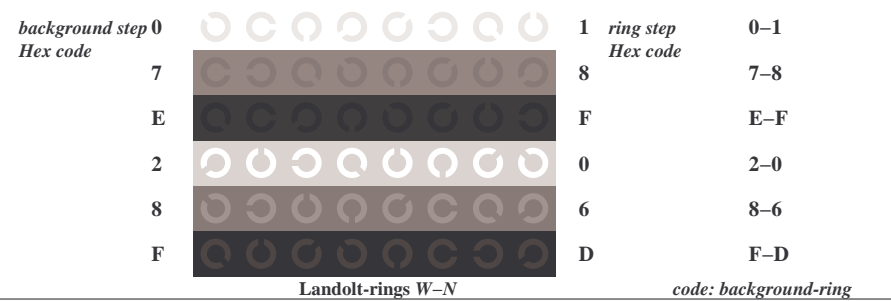 background step 0 1 ring step 0–1
Hex code Hex code
7 8 7–8
E F E–F
2 0 2–0
8 6 8–6
F D F–D
Landolt-rings W–N code: background-ring